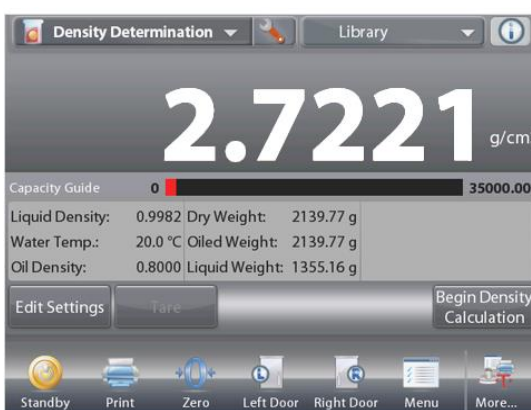 Density Determination
Library
2.7221 g/cm
Capacity Guide 0 35000.00
Liquid Density: 0.9982 Dry Weight: 2139.77 g
Water Temp.: 20.0 °C Oiled Weight: 2139.77 g
Oil Density: 0.8000 Liquid Weight: 1355.16 g
Edit Settings
Tare
Begin Density
Calculation
L
R
T
Standby Print Zero Left Door Right Door Menu More...